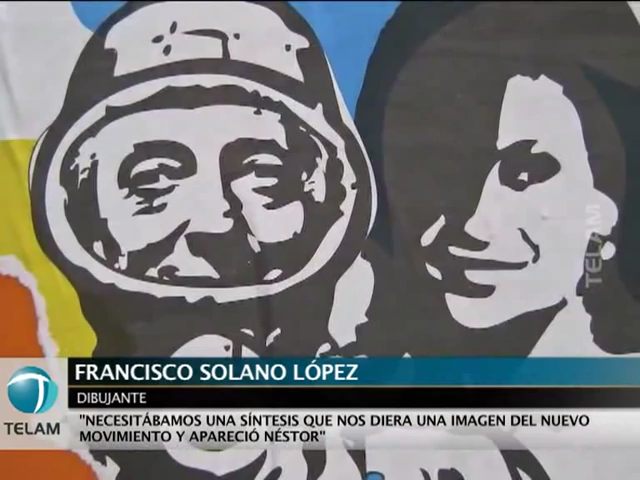 TELAM
FRANCISCO SOLANO LÓPEZ
DIBUJANTE
"NECESITÁBAMOS UNA SÍNTESIS QUE NOS DIERA UNA IMAGEN DEL NUEVO
MOVIMIENTO Y APARECIÓ NÉSTOR"
TELAM